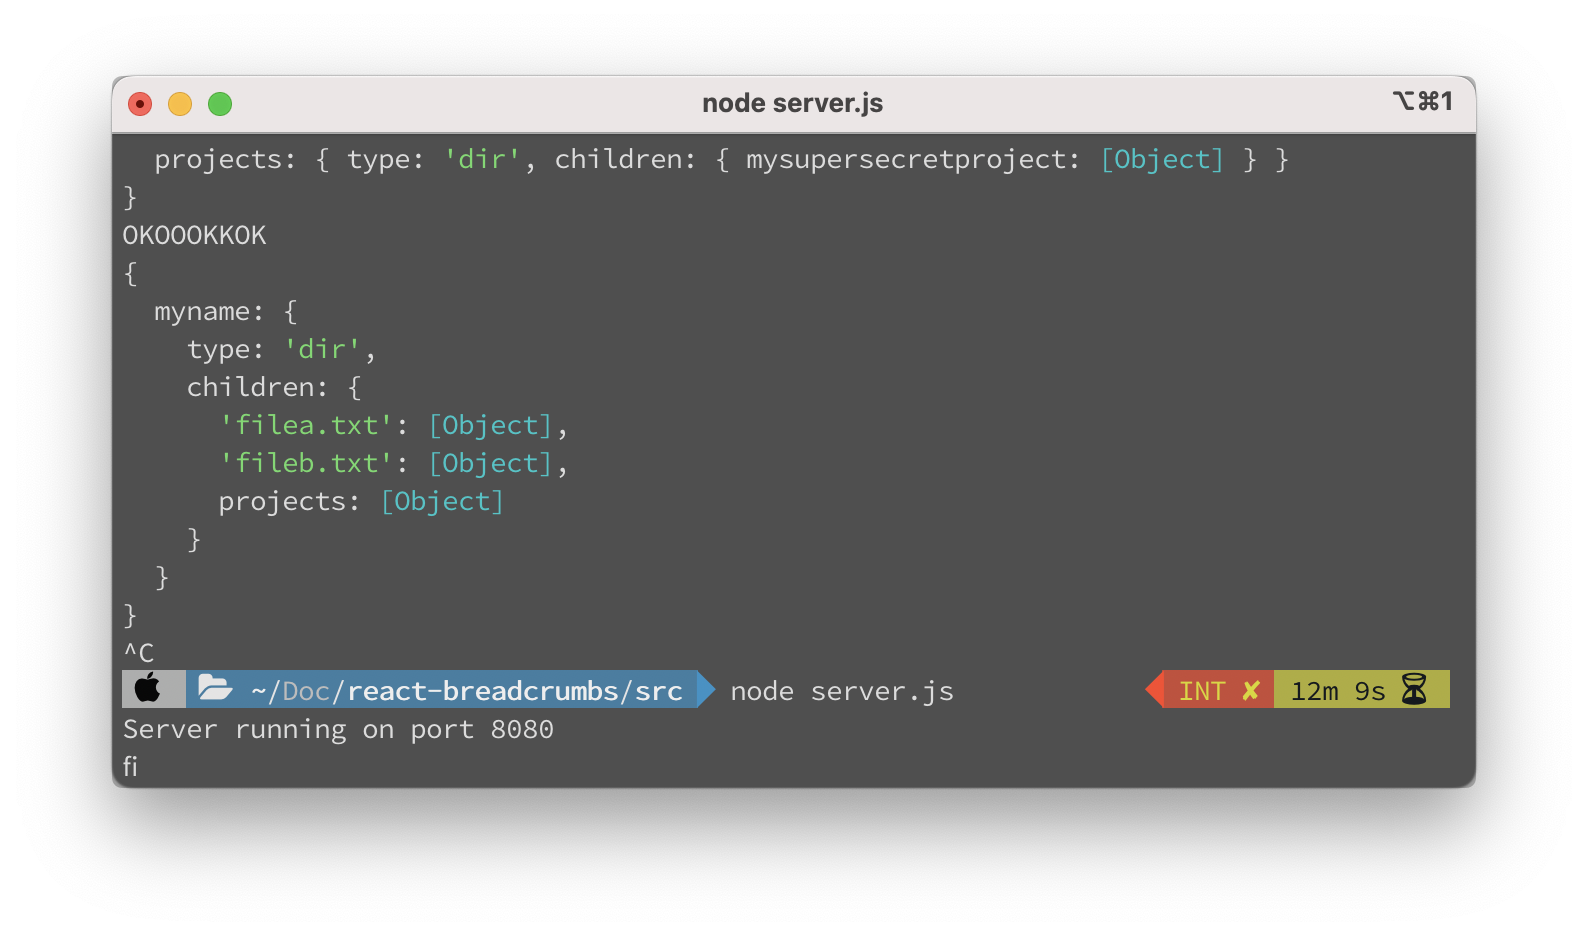 node server.js ⌥⌘1
  projects: { type: 'dir', children: { mysupersecretproject: [Object] } }
}
OKOOOKKOK
{
  myname: {
    type: 'dir',
    children: {
      'filea.txt': [Object],
      'fileb.txt': [Object],
      projects: [Object]
    }
  }
}
^C
~/Doc/react-breadcrumbs/src node server.js INT ✘ 12m 9s
Server running on port 8080
fi